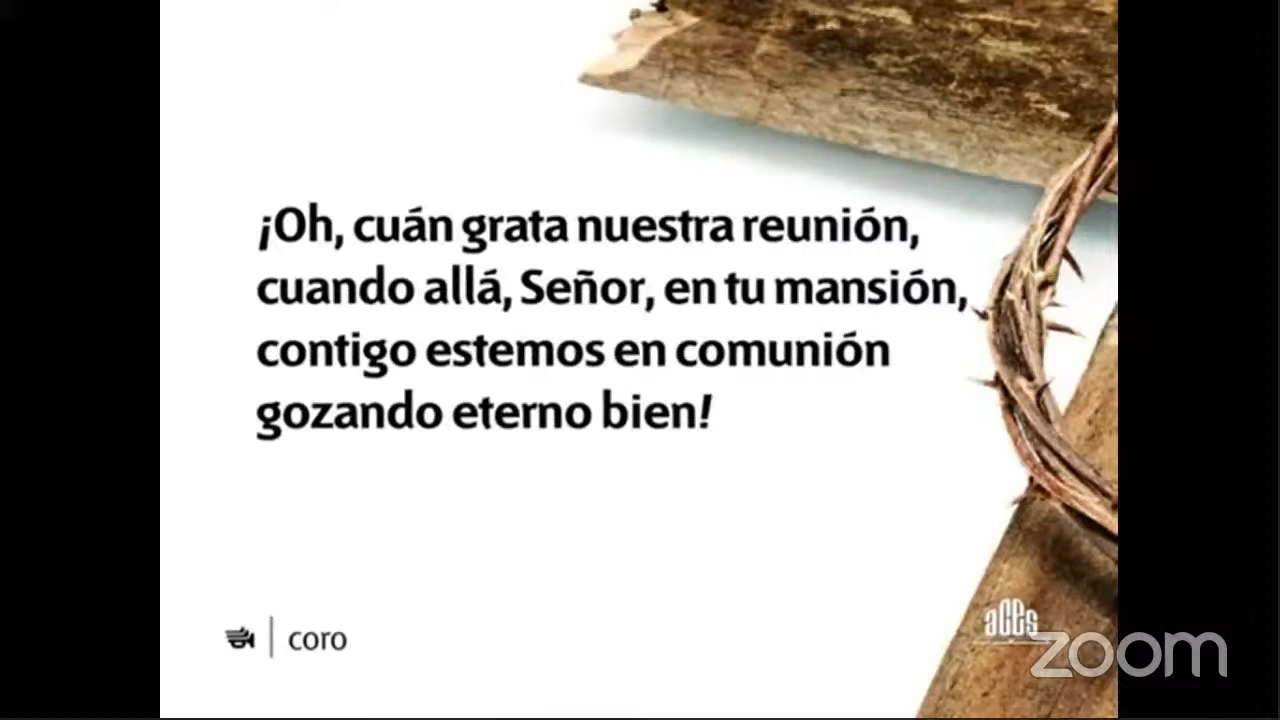 ¡Oh, cuán grata nuestra reunión,
cuando allá, Señor, en tu mansión,
contigo estemos en comunión
gozando eterno bien!
coro
aces
zoom